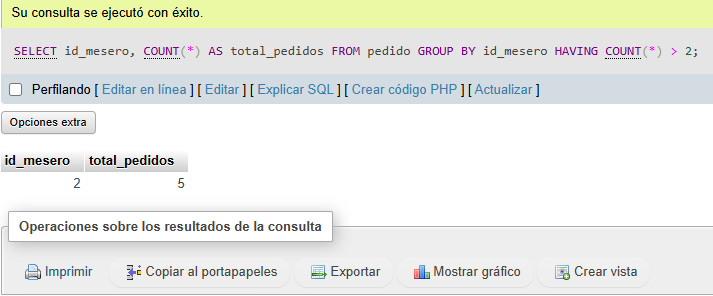 Su consulta se ejecutó con éxito.
SELECT id_mesero, COUNT(*) AS total_pedidos FROM pedido GROUP BY id_mesero HAVING COUNT(*) > 2;
Perfilando [ Editar en línea ] [ Editar ] [ Explicar SQL ] [ Crear código PHP ] [ Actualizar ]
Opciones extra
id_mesero total_pedidos
2 5
Operaciones sobre los resultados de la consulta
Imprimir Copiar al portapapeles Exportar Mostrar gráfico Crear vista